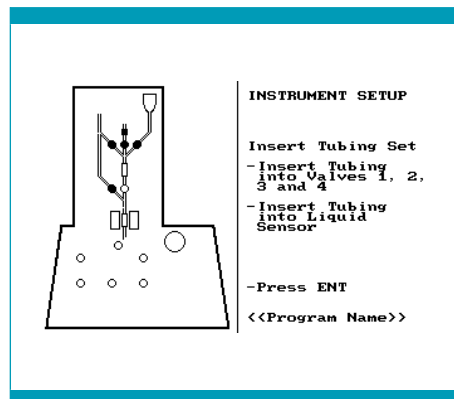 INSTRUMENT SETUP
Insert Tubing Set
-Insert Tubing
into Valves 1, 2,
3 and 4
-Insert Tubing
into Liquid
Sensor
-Press ENT
<<Program Name>>